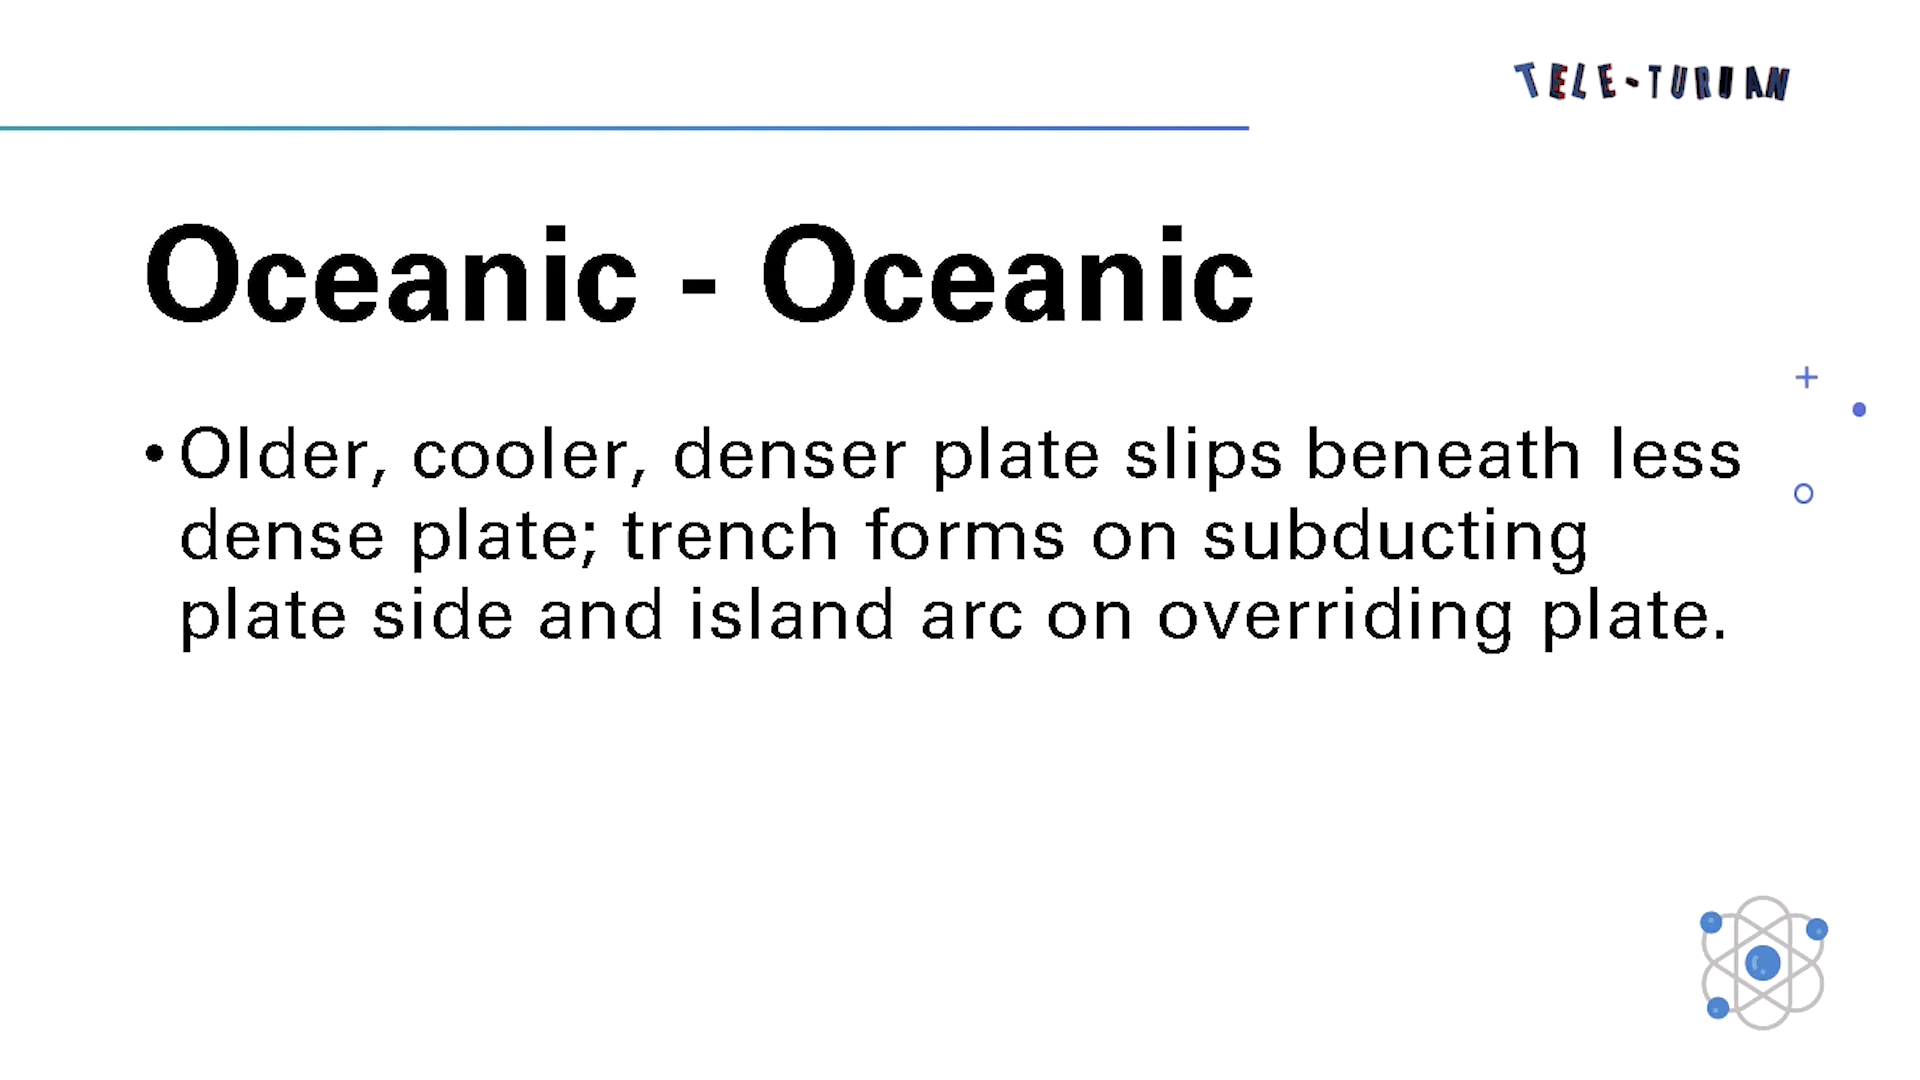 TELE-TURUAN
Oceanic - Oceanic
• Older, cooler, denser plate slips beneath less
dense plate; trench forms on subducting
plate side and island arc on overriding plate.